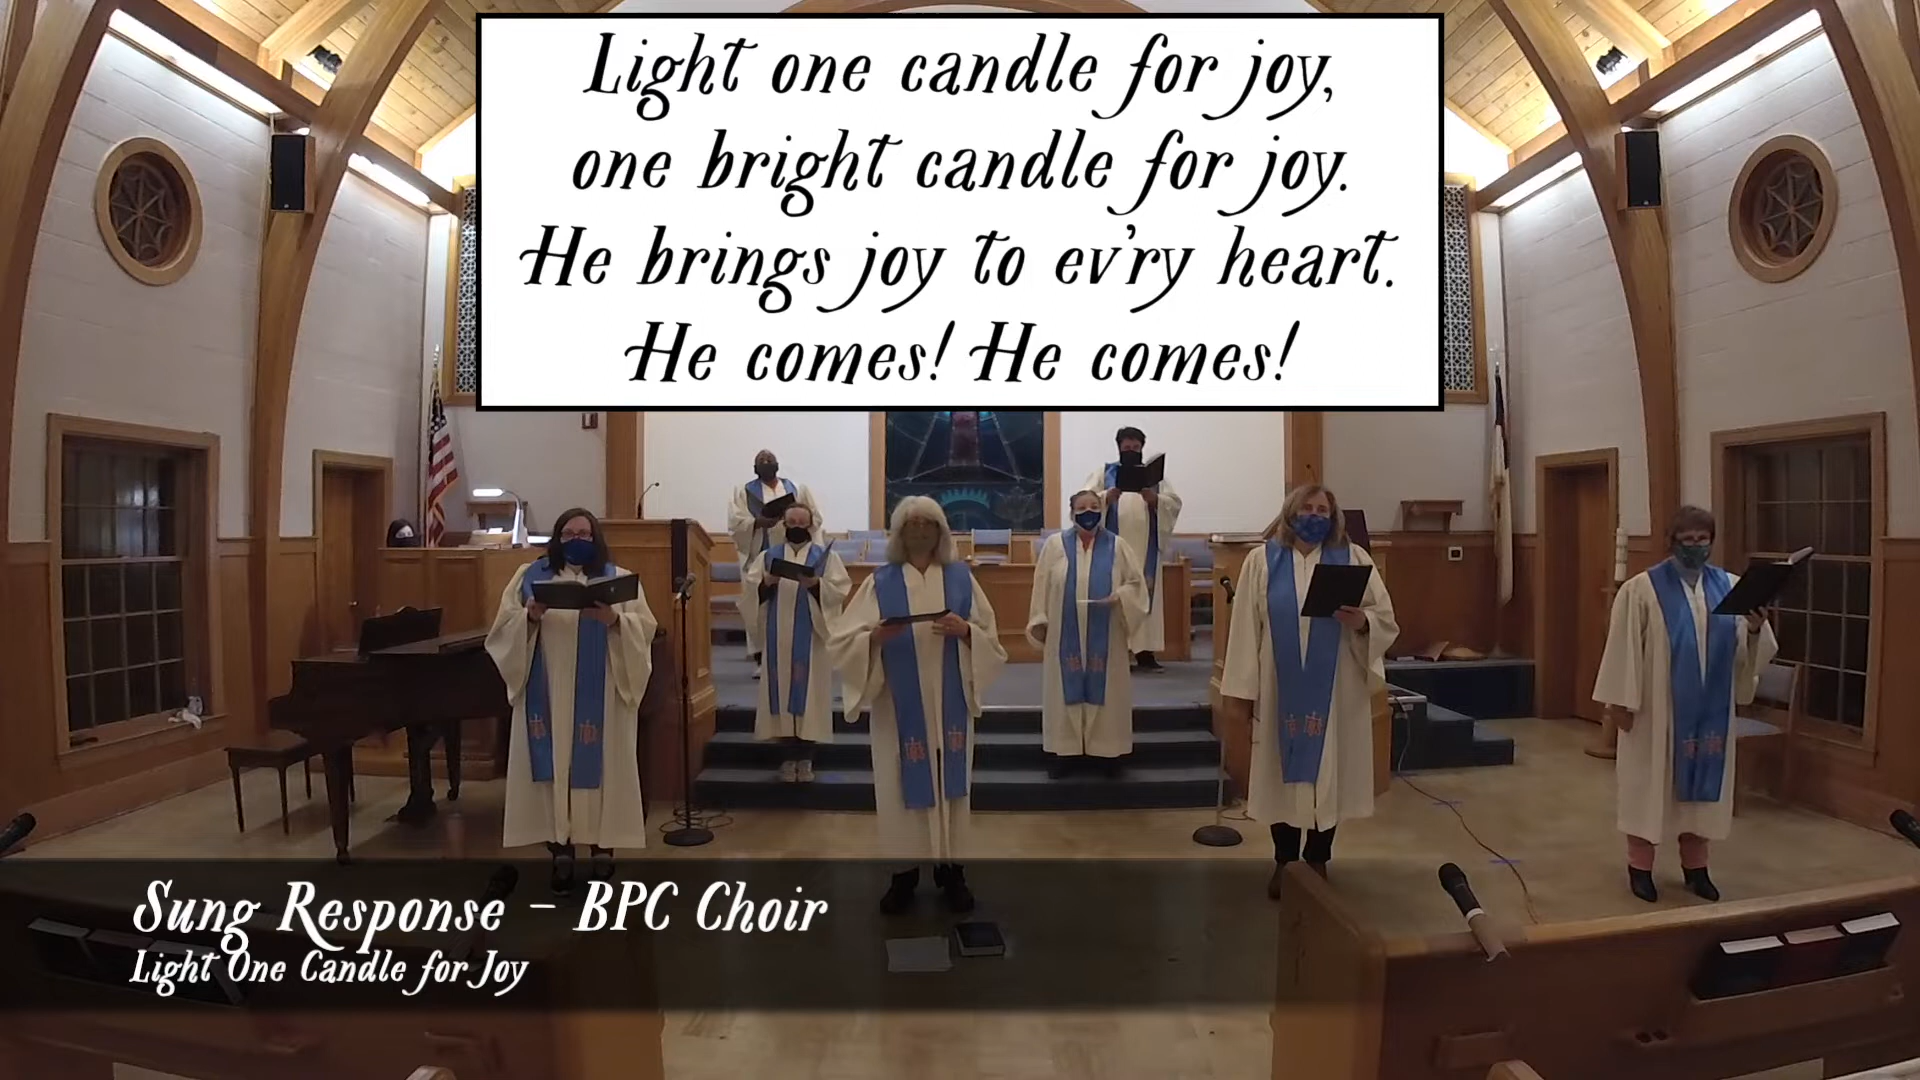 Light one candle for joy,
one bright candle for joy.
He brings joy to ev'ry heart.
He comes! He comes!
Sung Response - BPC Choir
Light One Candle for Joy